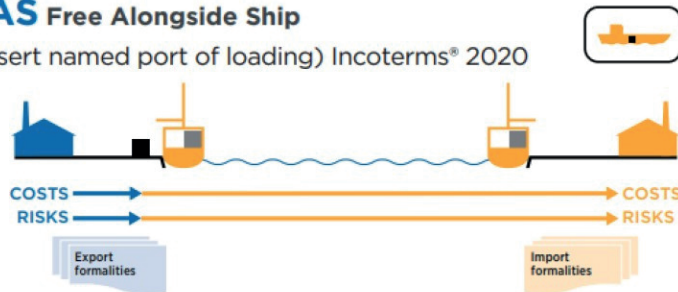 AS Free Alongside Ship
sert named port of loading) Incoterms® 2020
COSTS COSTS
RISKS RISKS
Export
formalities
Import
formalities